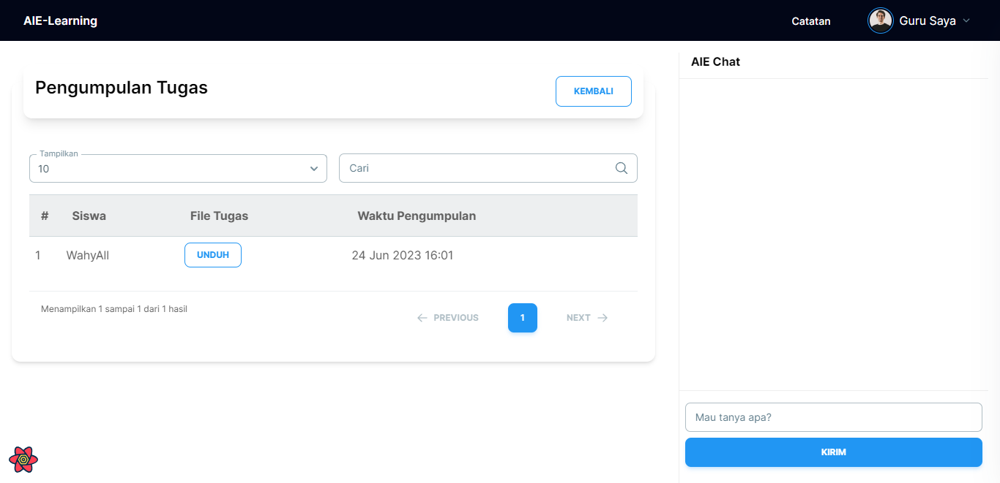 AIE-Learning
Catatan
Guru Saya
Pengumpulan Tugas
KEMBALI
AIE Chat
Tampilkan
10
Cari
# Siswa File Tugas Waktu Pengumpulan
1 WahyAll UNDUH 24 Jun 2023 16:01
Menampilkan 1 sampai 1 dari 1 hasil
PREVIOUS 1 NEXT
Mau tanya apa?
KIRIM